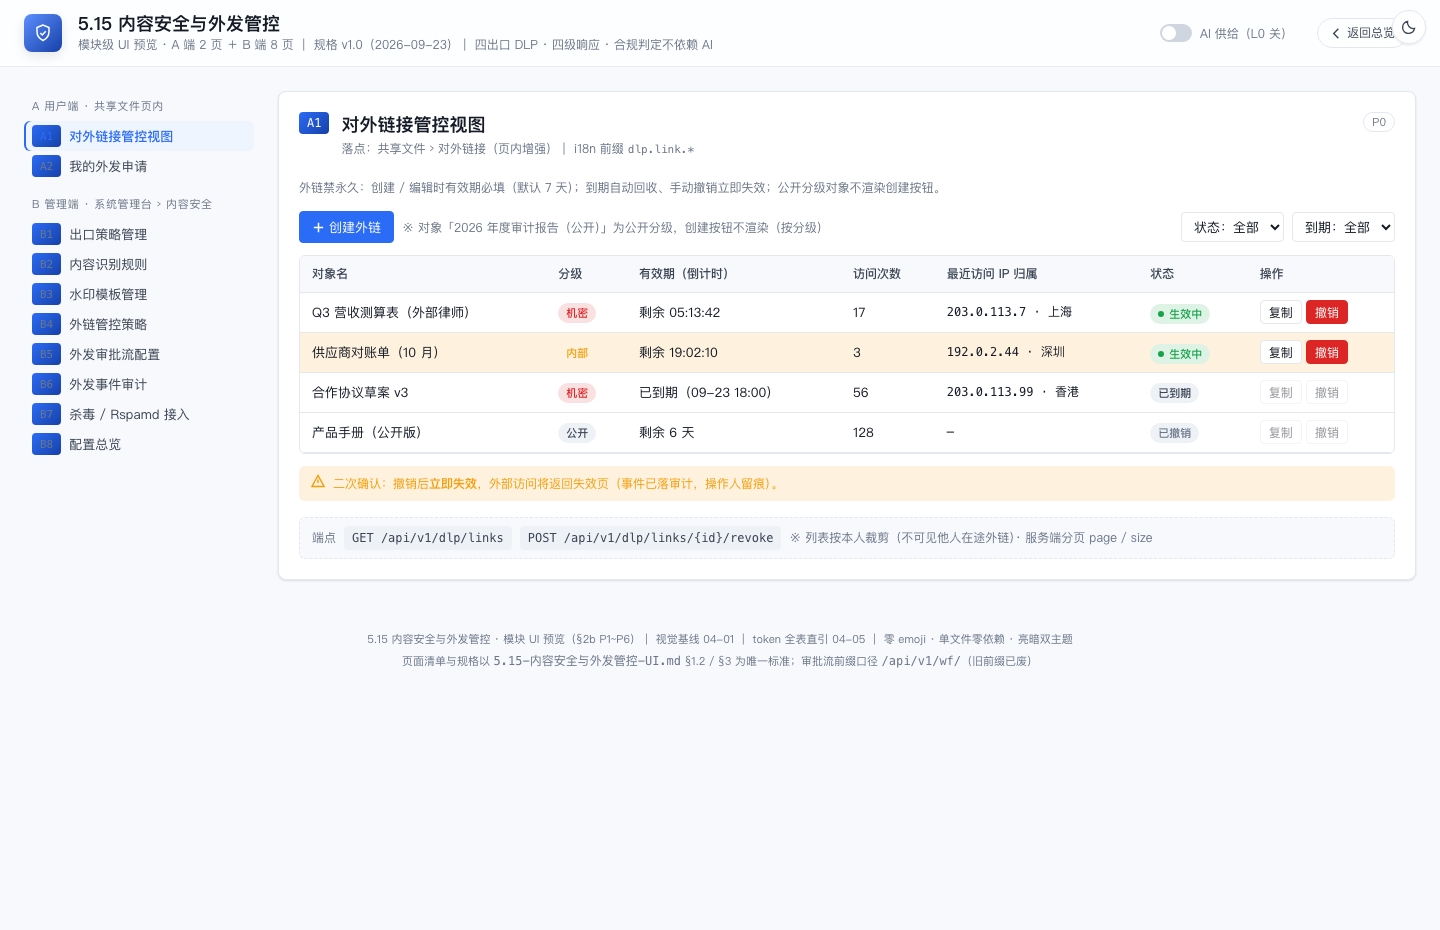 5.15 内容安全与外发管控
模块级 UI 预览 · A 端 2 页 + B 端 8 页 | 规格 v1.0（2026-09-23） | 四出口 DLP · 四级响应 · 合规判定不依赖 AI
AI 供给（L0 关）
返回总览
A 用户端 · 共享文件页内
A1 对外链接管控视图
A2 我的外发申请
B 管理端 · 系统管理台 › 内容安全
B1 出口策略管理
B2 内容识别规则
B3 水印模板管理
B4 外链管控策略
B5 外发审批流配置
B6 外发事件审计
B7 杀毒 / Rspamd 接入
B8 配置总览
A1 对外链接管控视图
P0
落点：共享文件 › 对外链接（页内增强） | i18n 前缀 dlp.link.*
外链禁永久：创建 / 编辑时有效期必填（默认 7 天）；到期自动回收、手动撤销立即失效；公开分级对象不渲染创建按钮。
+ 创建外链 ※ 对象「2026 年度审计报告（公开）」为公开分级，创建按钮不渲染（按分级） 状态：全部 到期：全部
对象名 分级 有效期（倒计时） 访问次数 最近访问 IP 归属 状态 操作
Q3 营收测算表（外部律师） 机密 剩余 05:13:42 17 203.0.113.7 · 上海 生效中 复制 撤销
供应商对账单（10 月） 内部 剩余 19:02:10 3 192.0.2.44 · 深圳 生效中 复制 撤销
合作协议草案 v3 机密 已到期（09-23 18:00） 56 203.0.113.99 · 香港 已到期 复制 撤销
产品手册（公开版） 公开 剩余 6 天 128 — 已撤销 复制 撤销
二次确认：撤销后立即失效，外部访问将返回失效页（事件已落审计，操作人留痕）。
端点 GET /api/v1/dlp/links POST /api/v1/dlp/links/{id}/revoke ※ 列表按本人裁剪（不可见他人在途外链）· 服务端分页 page / size
5.15 内容安全与外发管控 · 模块 UI 预览（§2b P1~P6） | 视觉基线 04-01 | token 全表直引 04-05 | 零 emoji · 单文件零依赖 · 亮暗双主题
页面清单与规格以 5.15-内容安全与外发管控-UI.md §1.2 / §3 为唯一标准；审批流前缀口径 /api/v1/wf/（旧前缀已废）